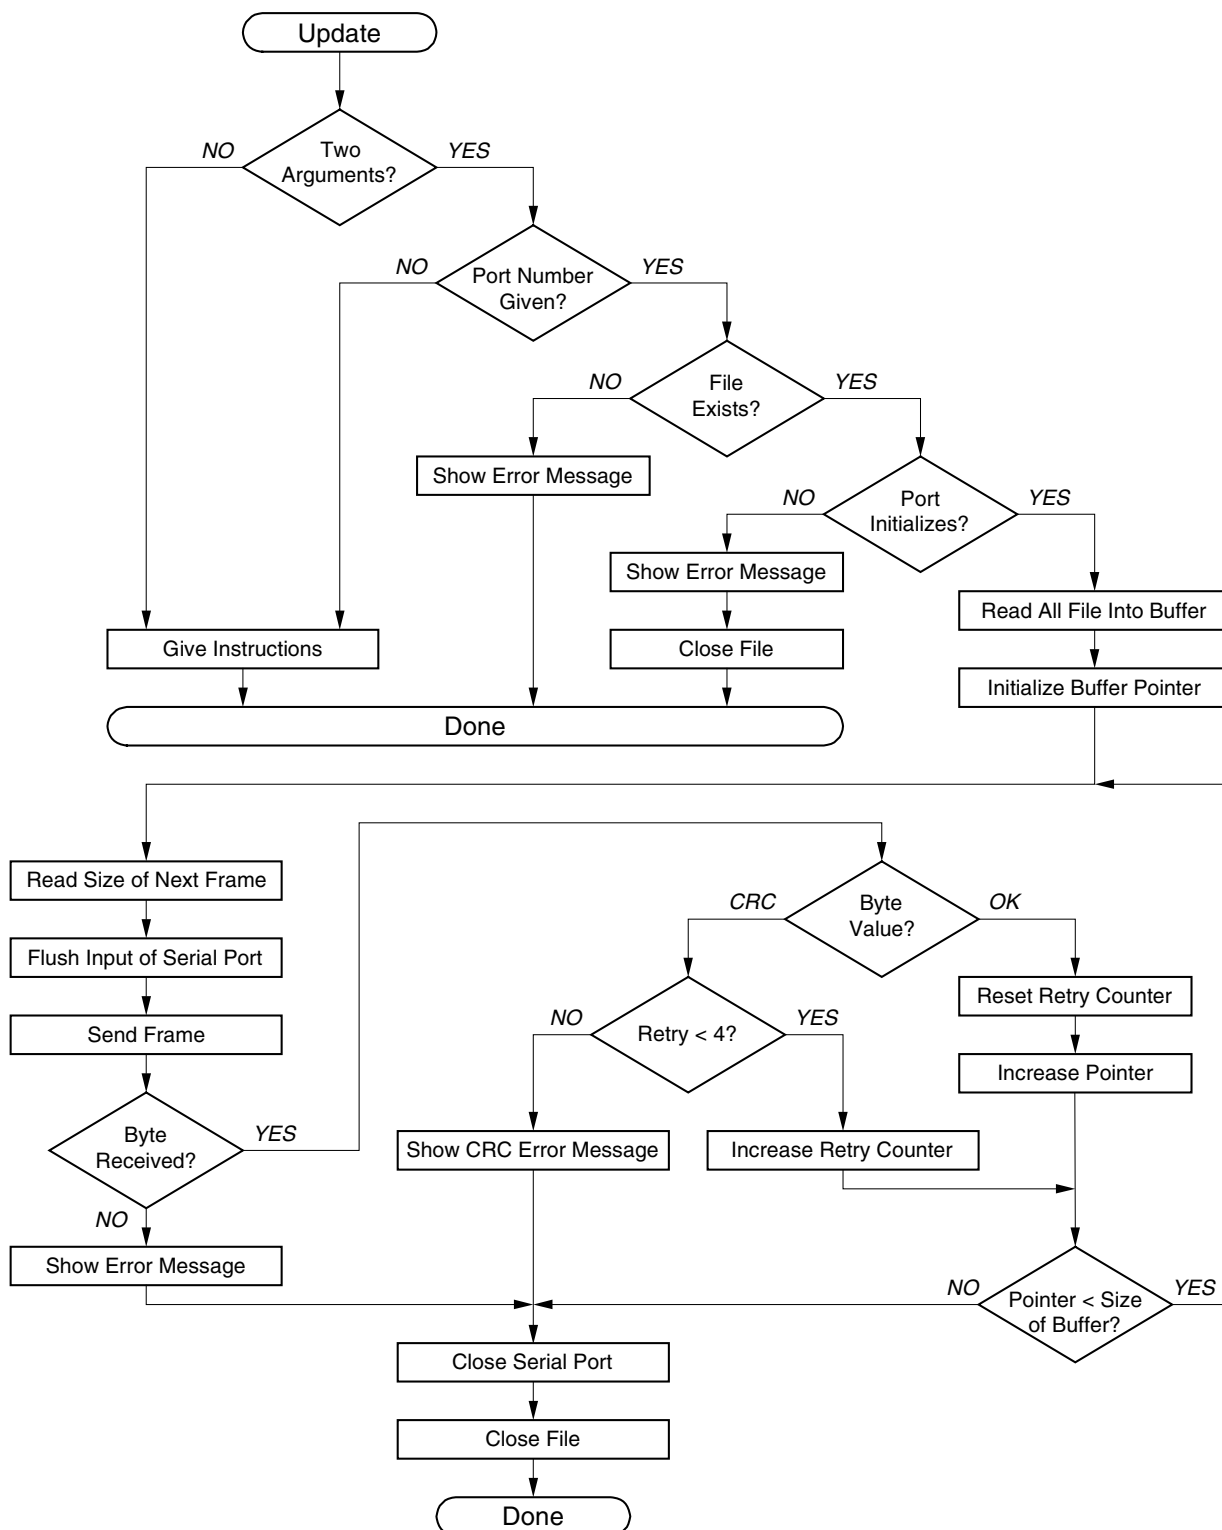 Update
NO
Two
Arguments?
YES
NO
Port Number
Given?
YES
NO
File
Exists?
YES
Show Error Message
NO
Port
Initializes?
YES
Show Error Message
Read All File Into Buffer
Give Instructions
Close File
Initialize Buffer Pointer
Done
Read Size of Next Frame
CRC
Byte
Value?
OK
Flush Input of Serial Port
Reset Retry Counter
Send Frame
NO
Retry < 4?
YES
Increase Pointer
Byte
Received?
YES
Show CRC Error Message
Increase Retry Counter
NO
Show Error Message
NO
Pointer < Size
of Buffer?
YES
Close Serial Port
Close File
Done